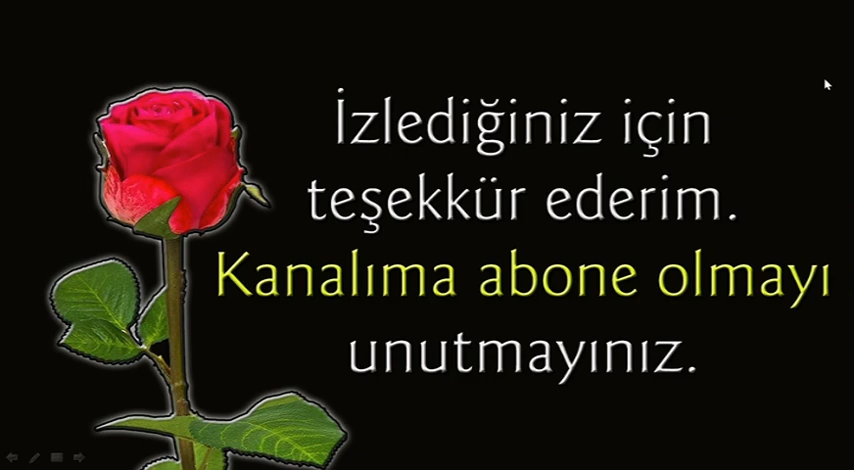 İzlediğiniz için
teşekkür ederim.
Kanalıma abone olmayı
unutmayınız.